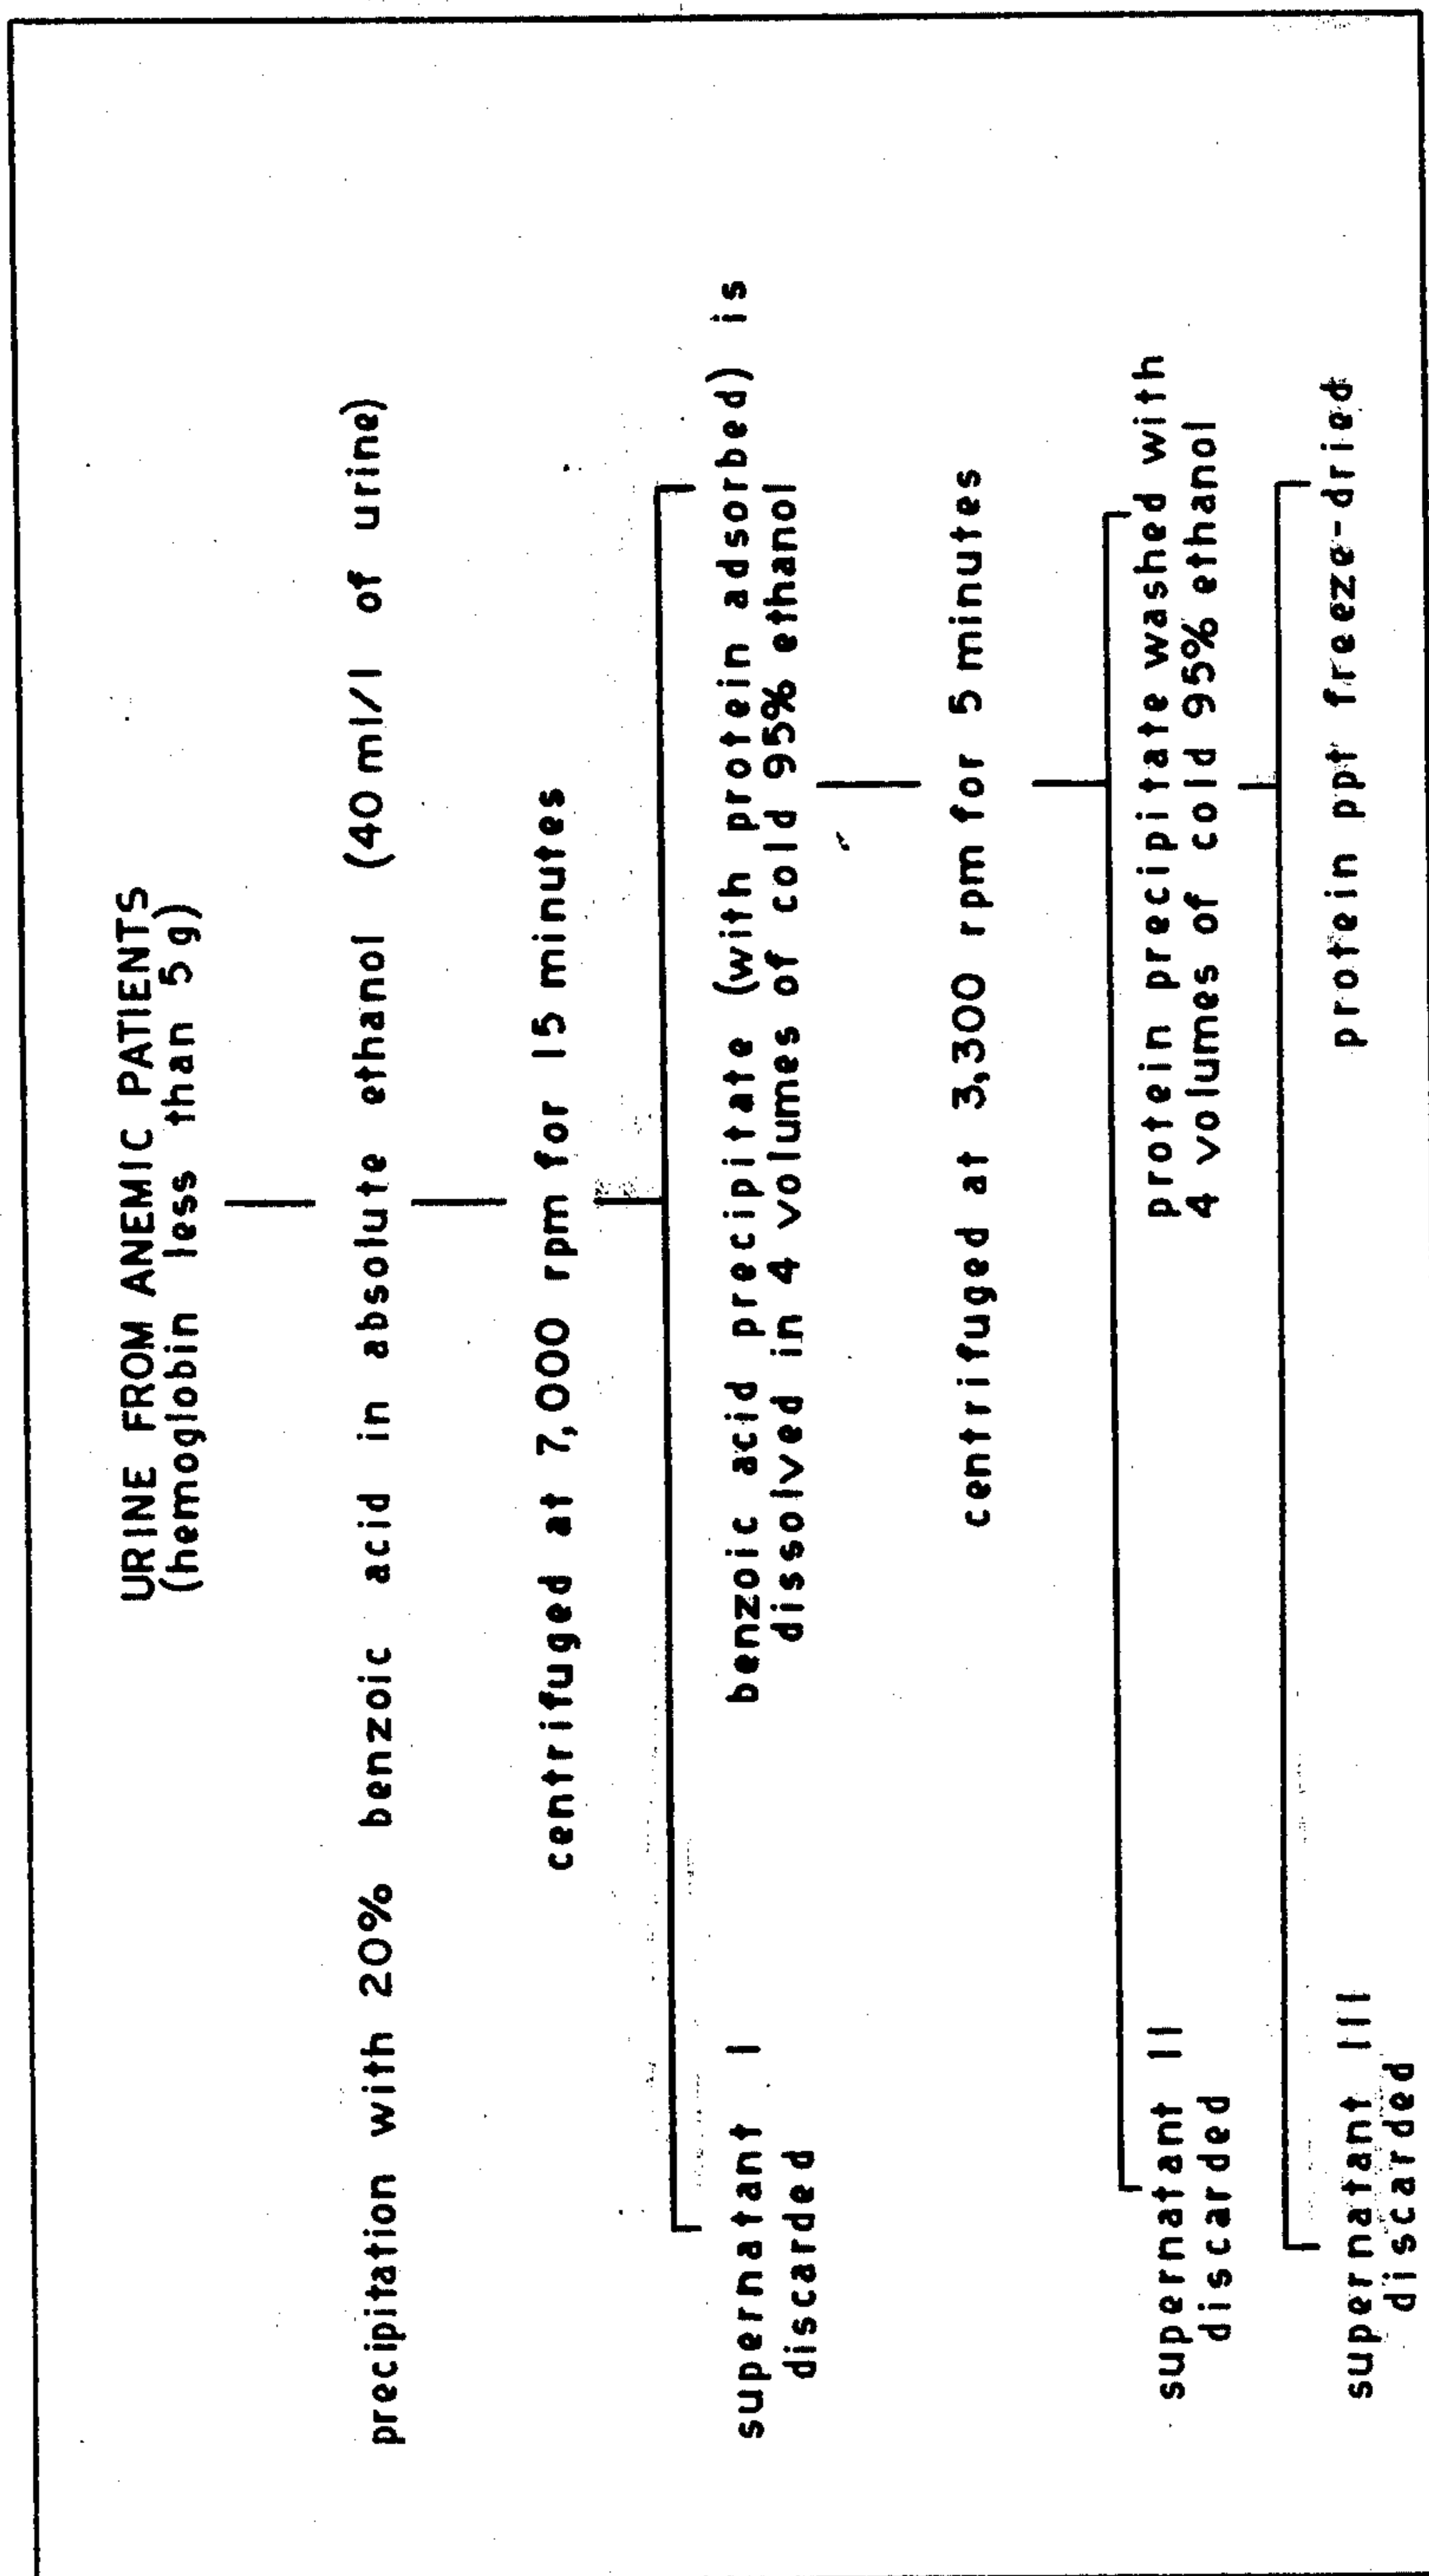 URINE FROM ANEMIC PATIENTS
(hemoglobin less than 5 g)
precipitation with 20% benzoic acid in absolute ethanol (40 ml/l of urine)
centrifuged at 7,000 rpm for 15 minutes
supernatant I
discarded
benzoic acid precipitate (with protein adsorbed) is
dissolved in 4 volumes of cold 95% ethanol
centrifuged at 3,300 rpm for 5 minutes
supernatant II
discarded
protein precipitate washed with
4 volumes of cold 95% ethanol
supernatant III
discarded
protein ppt freeze-dried